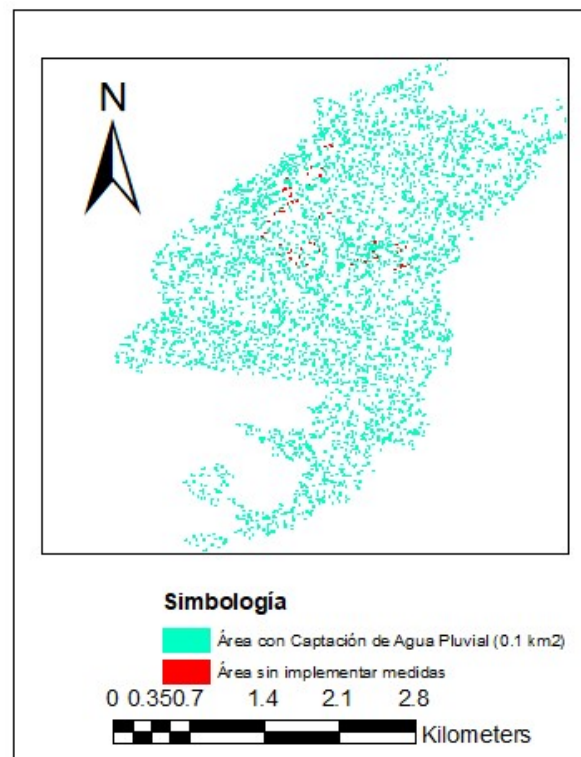 N
Simbología
Área con Captación de Agua Pluvial (0.1 km2)
Área sin implementar medidas
0 0.350.7 1.4 2.1 2.8
Kilometers